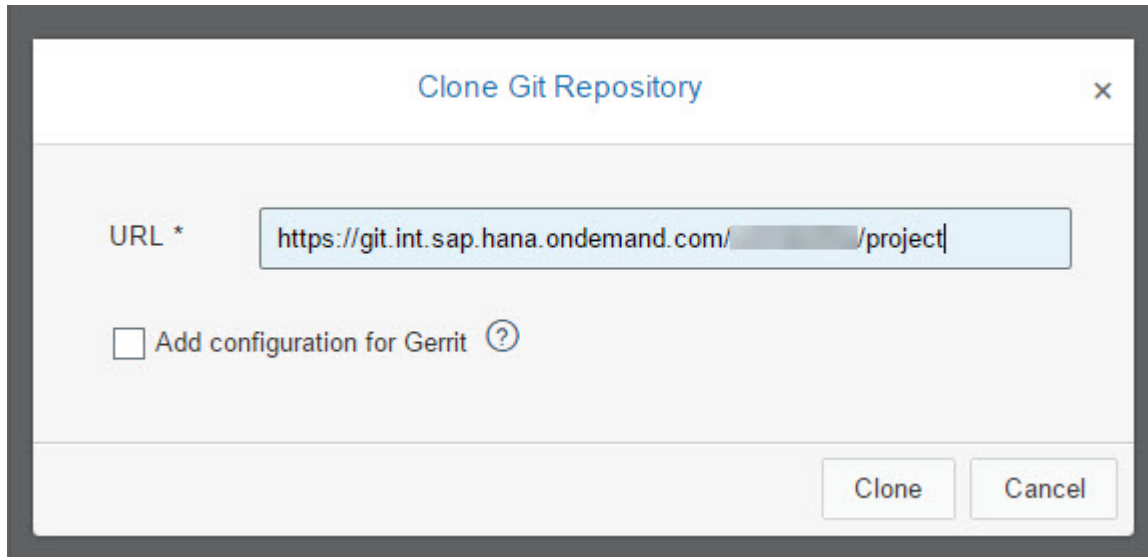 Clone Git Repository ×
URL * https://git.int.sap.hana.ondemand.com/ /project
Add configuration for Gerrit ?
Clone Cancel